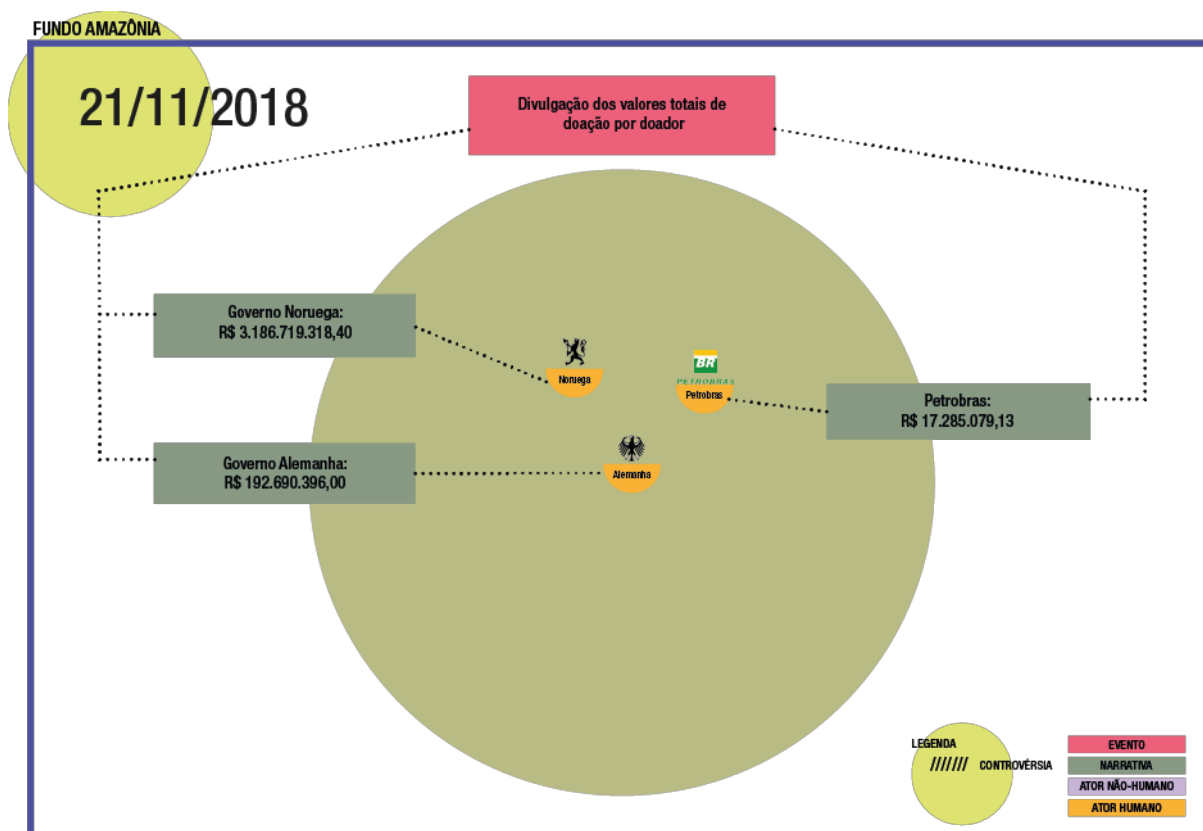 FUNDO AMAZÔNIA
21/11/2018
Divulgação dos valores totais de
doação por doador
Governo Noruega:
R$ 3.186.719.318,40
Noruega
BR
PETROBRAS
Petrobras
Petrobras:
R$ 17.285.079,13
Governo Alemanha:
R$ 192.690.396,00
Alemanha
LEGENDA
/////// CONTROVÉRSIA
EVENTO
NARRATIVA
ATOR NÃO-HUMANO
ATOR HUMANO